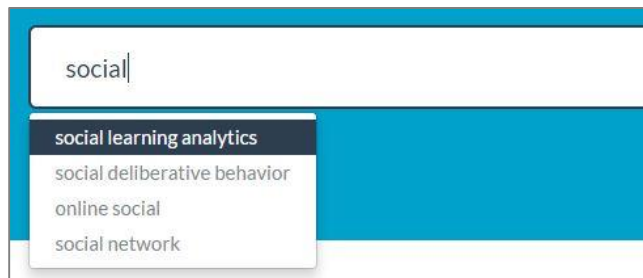 social
social learning analytics
social deliberative behavior
online social
social network